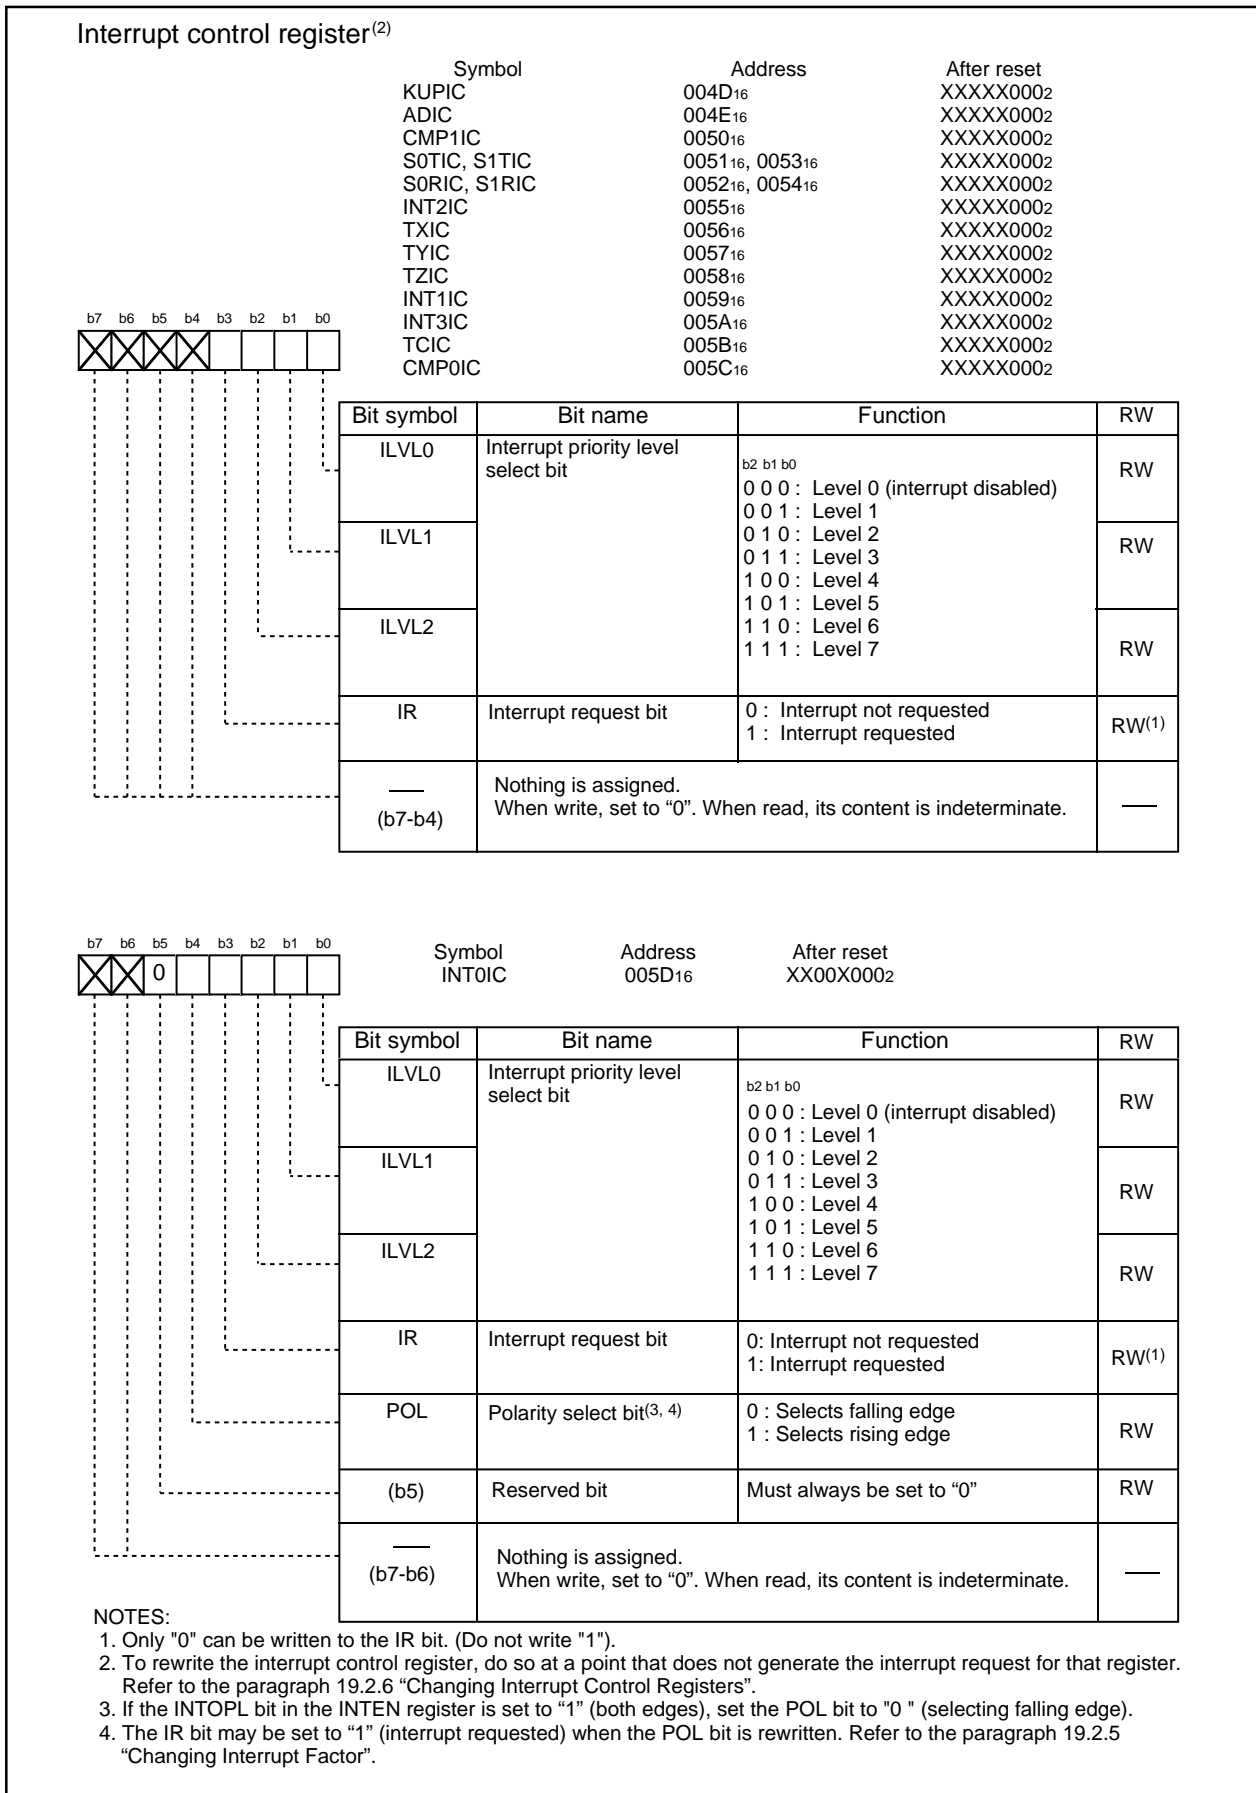 Interrupt control register(2)
Symbol Address After reset
KUPIC 004D16 XXXXX0002
ADIC 004E16 XXXXX0002
CMP1IC 005016 XXXXX0002
S0TIC, S1TIC 005116, 005316 XXXXX0002
S0RIC, S1RIC 005216, 005416 XXXXX0002
INT2IC 005516 XXXXX0002
TXIC 005616 XXXXX0002
TYIC 005716 XXXXX0002
TZIC 005816 XXXXX0002
INT1IC 005916 XXXXX0002
INT3IC 005A16 XXXXX0002
TCIC 005B16 XXXXX0002
CMP0IC 005C16 XXXXX0002
b7 b6 b5 b4 b3 b2 b1 b0
Bit symbol Bit name Function RW
ILVL0 Interrupt priority level
select bit
RW
b2 b1 b0
0 0 0 : Level 0 (interrupt disabled)
0 0 1 : Level 1
0 1 0 : Level 2
0 1 1 : Level 3
1 0 0 : Level 4
1 0 1 : Level 5
1 1 0 : Level 6
1 1 1 : Level 7
ILVL1 RW
ILVL2 RW
IR Interrupt request bit 0 : Interrupt not requested
1 : Interrupt requested
RW(1)
(b7-b4)
Nothing is assigned.
When write, set to “0”. When read, its content is indeterminate.
b7 b6 b5 b4 b3 b2 b1 b0
0
Symbol Address After reset
INT0IC 005D16 XX00X0002
Bit symbol Bit name Function RW
ILVL0 Interrupt priority level
select bit
RW
b2 b1 b0
0 0 0 : Level 0 (interrupt disabled)
0 0 1 : Level 1
0 1 0 : Level 2
0 1 1 : Level 3
1 0 0 : Level 4
1 0 1 : Level 5
1 1 0 : Level 6
1 1 1 : Level 7
ILVL1 RW
ILVL2 RW
IR Interrupt request bit 0: Interrupt not requested
1: Interrupt requested
RW(1)
POL Polarity select bit(3, 4) 0 : Selects falling edge
1 : Selects rising edge
RW
(b5) Reserved bit Must always be set to “0” RW
(b7-b6)
Nothing is assigned.
When write, set to “0”. When read, its content is indeterminate.
NOTES:
1. Only "0" can be written to the IR bit. (Do not write "1").
2. To rewrite the interrupt control register, do so at a point that does not generate the interrupt request for that register.
Refer to the paragraph 19.2.6 “Changing Interrupt Control Registers”.
3. If the INTOPL bit in the INTEN register is set to “1” (both edges), set the POL bit to "0 " (selecting falling edge).
4. The IR bit may be set to “1” (interrupt requested) when the POL bit is rewritten. Refer to the paragraph 19.2.5
“Changing Interrupt Factor”.